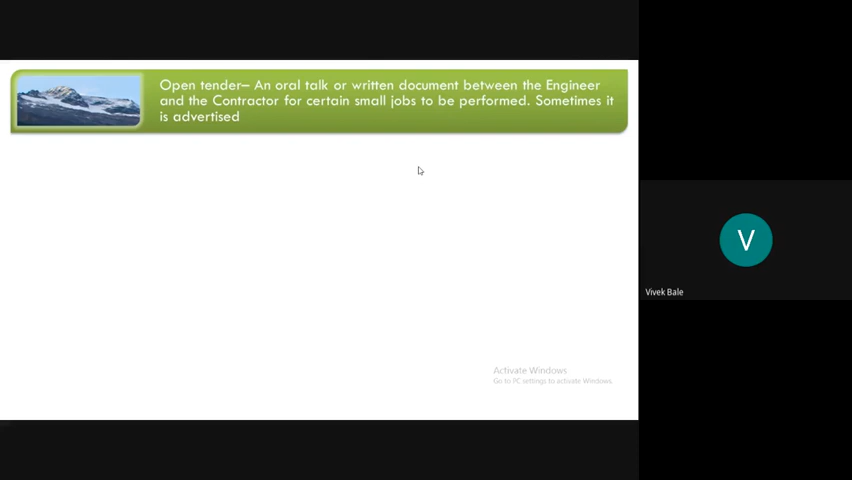 Open tender– An oral talk or written document between the Engineer
and the Contractor for certain small jobs to be performed. Sometimes it
is advertised
V
Vivek Bale
Activate Windows
Go to PC settings to activate Windows.